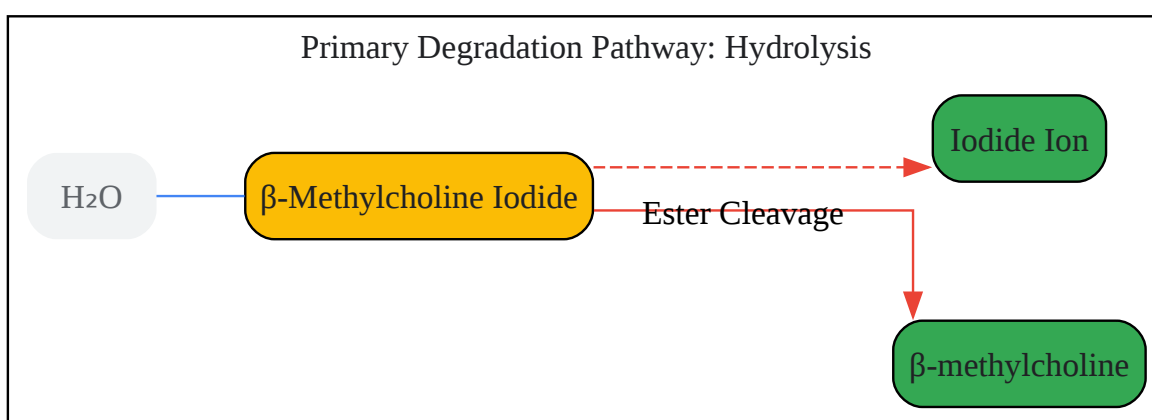 Primary Degradation Pathway: Hydrolysis
Iodide Ion
H₂O
β-Methylcholine Iodide
Ester Cleavage
β-methylcholine